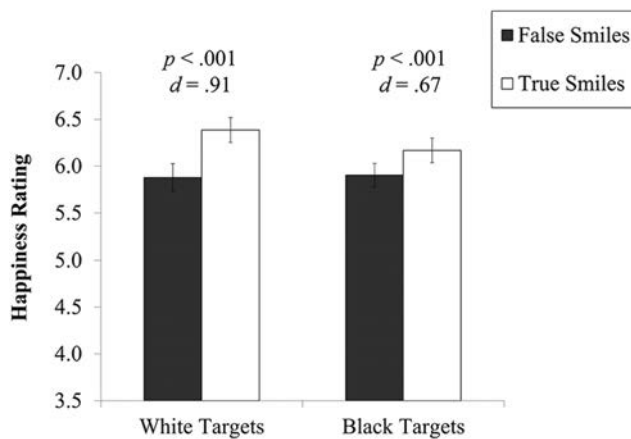 False Smiles
True Smiles
p < .001
d = .91
p < .001
d = .67
Happiness Rating
7.0
6.5
6.0
5.5
5.0
4.5
4.0
3.5
White Targets
Black Targets